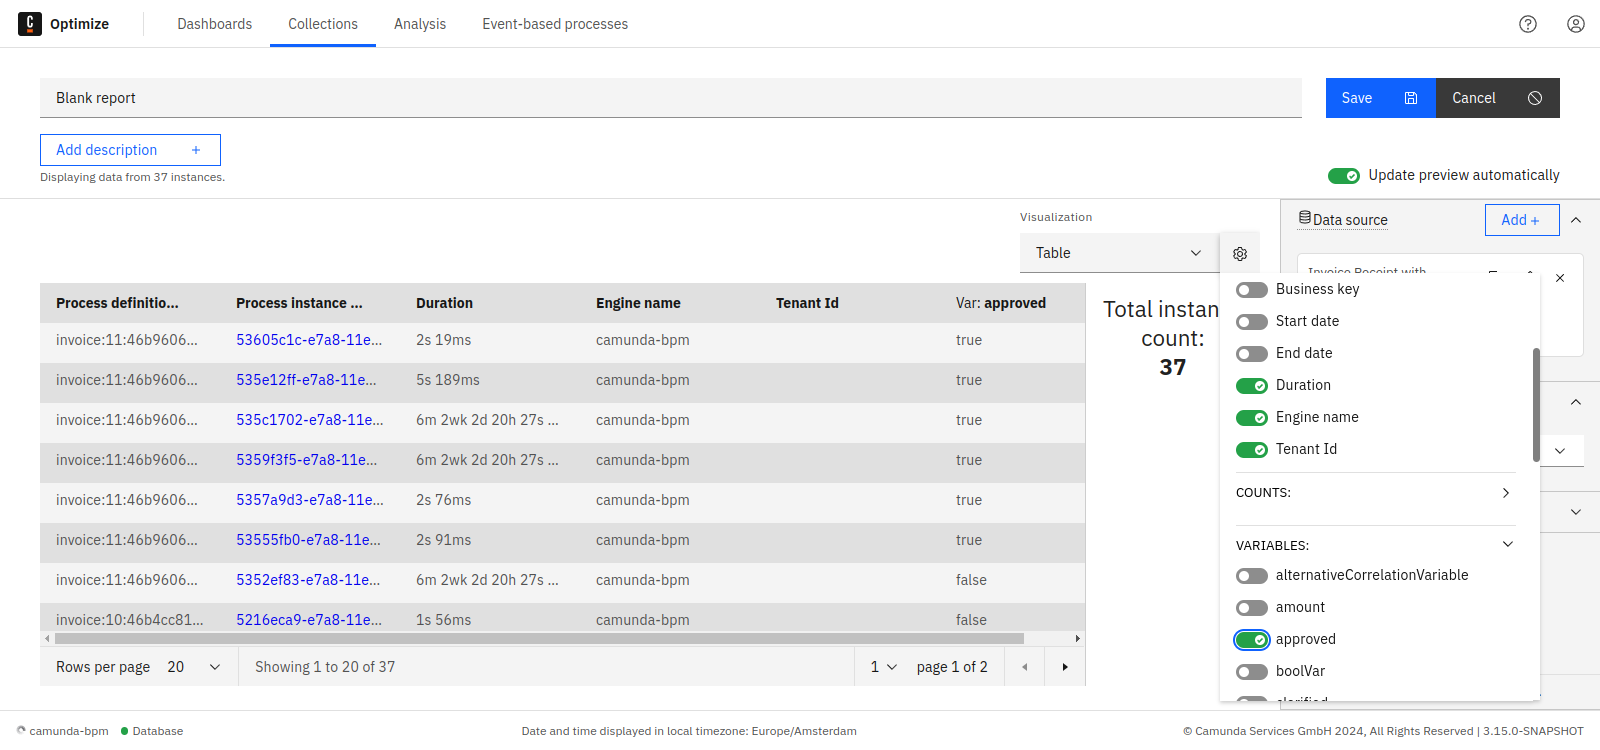 Optimize
Dashboards
Collections
Analysis
Event-based processes
Blank report
Save
Cancel
Add description +
Displaying data from 37 instances.
Update preview automatically
Visualization
Table
Data source
Add +
Invoice Receipt with
Process definitio... Process instance ... Duration Engine name Tenant Id Var: approved
invoice:11:46b9606... 53605c1c-e7a8-11e... 2s 19ms camunda-bpm true
invoice:11:46b9606... 535e12ff-e7a8-11e... 5s 189ms camunda-bpm true
invoice:11:46b9606... 535c1702-e7a8-11e... 6m 2wk 2d 20h 27s ... camunda-bpm true
invoice:11:46b9606... 5359f3f5-e7a8-11e... 6m 2wk 2d 20h 27s ... camunda-bpm true
invoice:11:46b9606... 5357a9d3-e7a8-11e... 2s 76ms camunda-bpm true
invoice:11:46b9606... 53555fb0-e7a8-11e... 2s 91ms camunda-bpm true
invoice:11:46b9606... 5352ef83-e7a8-11e... 6m 2wk 2d 20h 27s ... camunda-bpm false
invoice:10:46b4cc81... 5216eca9-e7a8-11e... 1s 56ms camunda-bpm false
Rows per page 20
Showing 1 to 20 of 37
1 page 1 of 2
Total instan
count:
37
Business key
Start date
End date
Duration
Engine name
Tenant Id
COUNTS:
VARIABLES:
alternativeCorrelationVariable
amount
approved
boolVar
clarified
camunda-bpm
Database
Date and time displayed in local timezone: Europe/Amsterdam
© Camunda Services GmbH 2024, All Rights Reserved | 3.15.0-SNAPSHOT